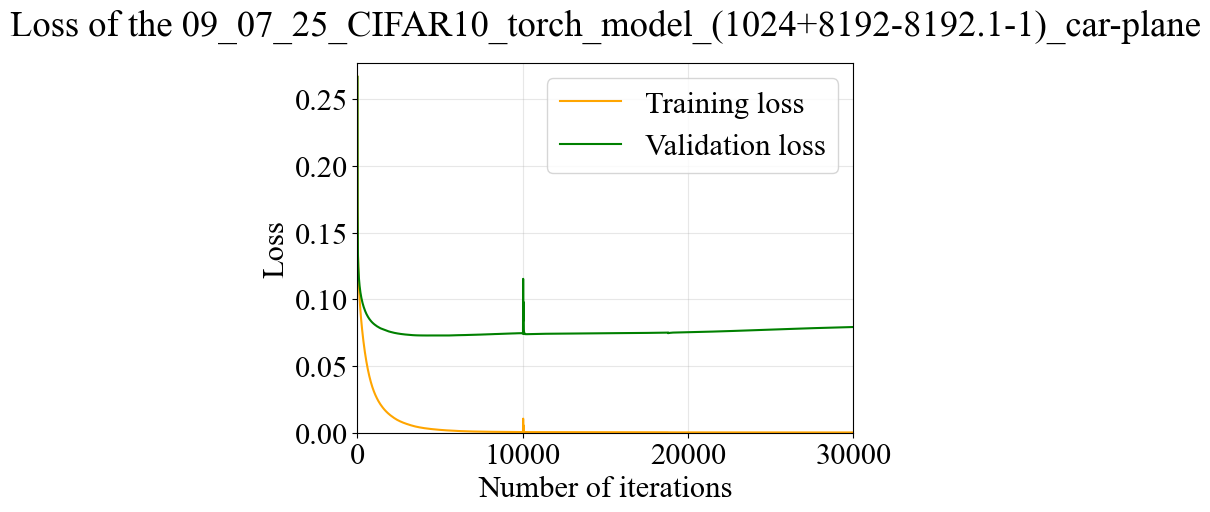 Loss of the 09_07_25_CIFAR10_torch_model_(1024+8192-8192.1-1)_car-plane
Training loss
Validation loss
Loss
0.25
0.20
0.15
0.10
0.05
0.00
0 10000 20000 30000
Number of iterations